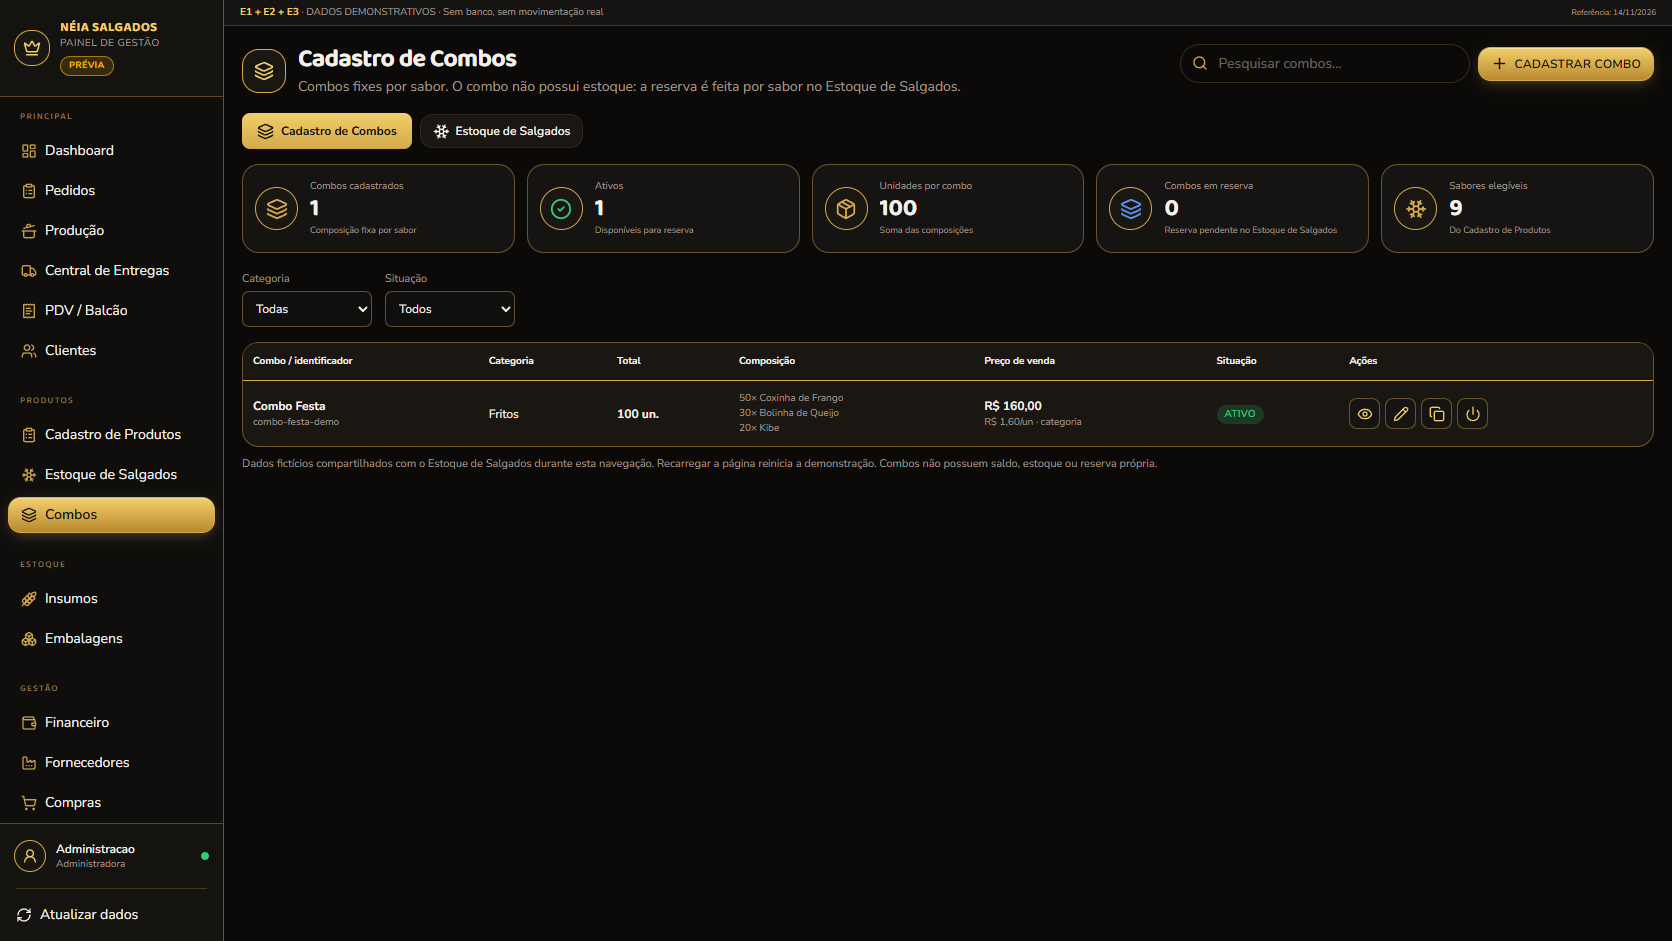 NÉIA SALGADOS
PAINEL DE GESTÃO
PRÉVIA
PRINCIPAL
Dashboard
Pedidos
Produção
Central de Entregas
PDV / Balcão
Clientes
PRODUTOS
Cadastro de Produtos
Estoque de Salgados
Combos
ESTOQUE
Insumos
Embalagens
GESTÃO
Financeiro
Fornecedores
Compras
Administracao
Administradora
Atualizar dados
E1 + E2 + E3 · DADOS DEMONSTRATIVOS · Sem banco, sem movimentação real
Referência: 14/11/2026
Cadastro de Combos
Combos fixes por sabor. O combo não possui estoque: a reserva é feita por sabor no Estoque de Salgados.
Pesquisar combos...
CADASTRAR COMBO
Cadastro de Combos
Estoque de Salgados
Combos cadastrados
1
Composição fixa por sabor
Ativos
1
Disponíveis para reserva
Unidades por combo
100
Soma das composições
Combos em reserva
0
Reserva pendente no Estoque de Salgados
Sabores elegíveis
9
Do Cadastro de Produtos
Categoria
Todas
Situação
Todos
Combo / identificador Categoria Total Composição Preço de venda Situação Ações
Combo Festa
combo-festa-demo
Fritos
100 un.
50× Coxinha de Frango
30× Bolinha de Queijo
20× Kibe
R$ 160,00
R$ 1,60/un · categoria
ATIVO
Dados fictícios compartilhados com o Estoque de Salgados durante esta navegação. Recarregar a página reinicia a demonstração. Combos não possuem saldo, estoque ou reserva própria.